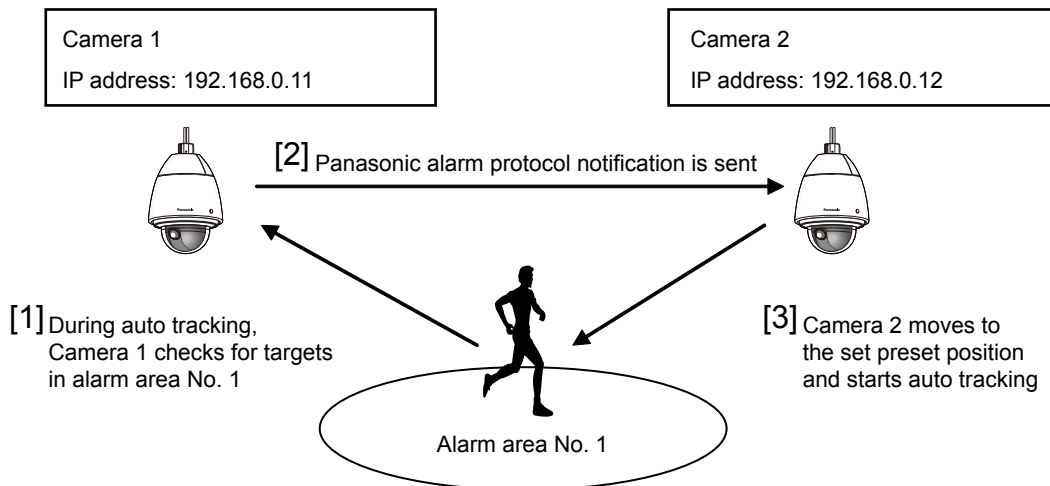 Camera 1
IP address: 192.168.0.11
Camera 2
IP address: 192.168.0.12
[2] Panasonic alarm protocol notification is sent
Panasonic
Panasonic
[1] During auto tracking,
Camera 1 checks for targets
in alarm area No. 1
[3] Camera 2 moves to
the set preset position
and starts auto tracking
Alarm area No. 1